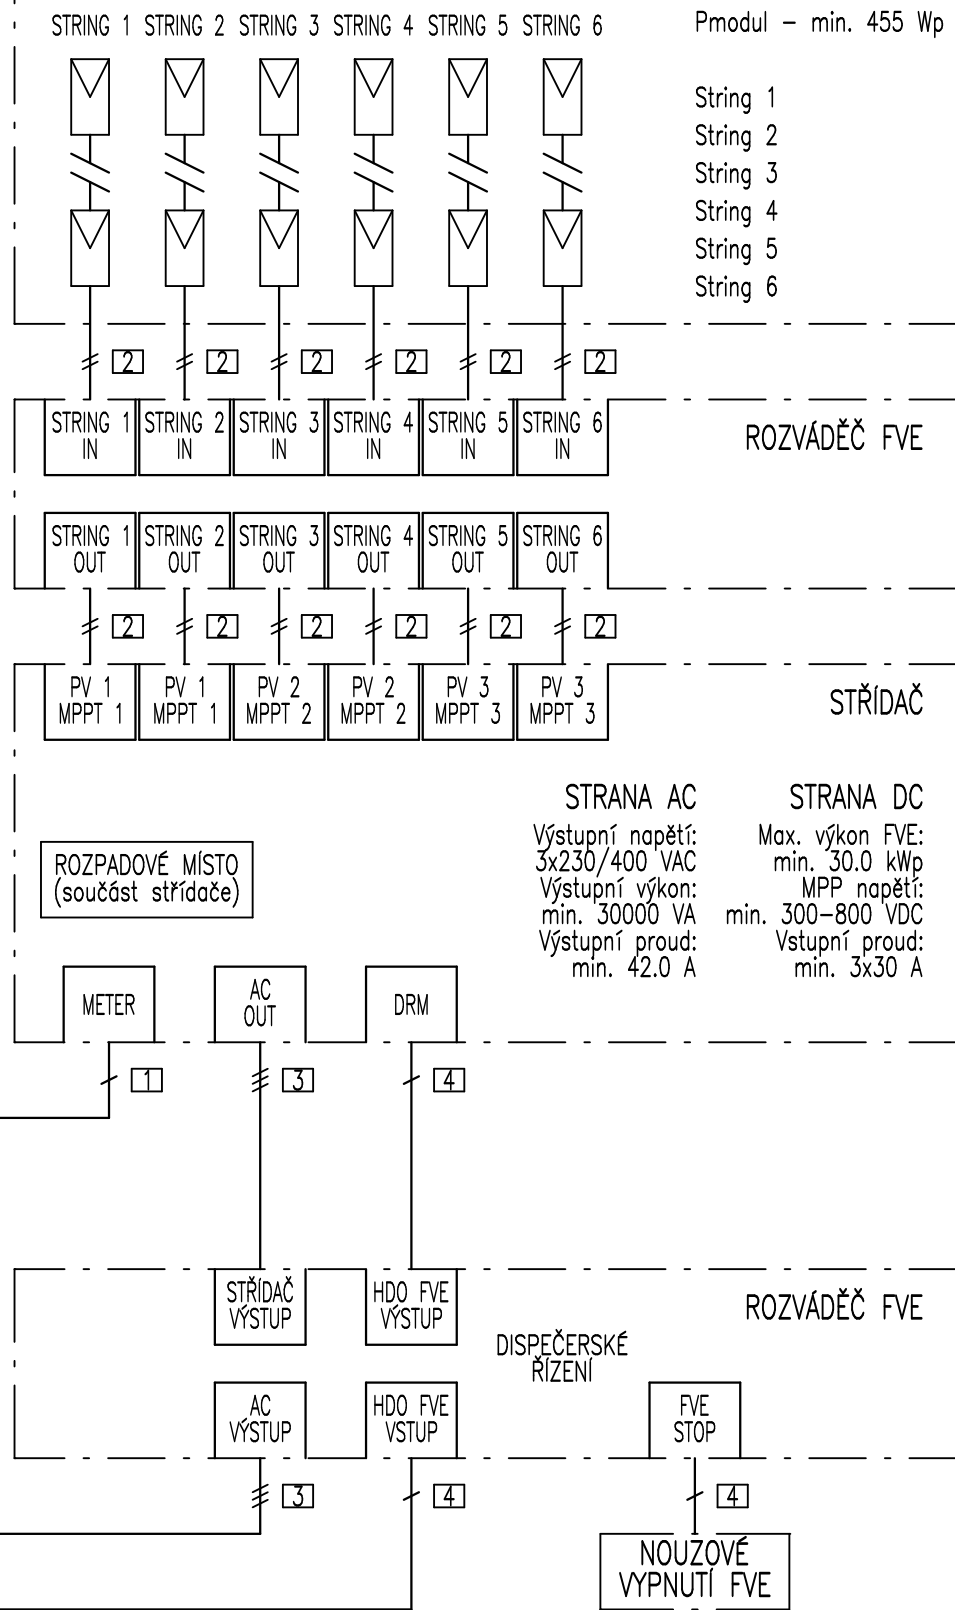 STRING 1 STRING 2 STRING 3 STRING 4 STRING 5 STRING 6
Pmodul – min. 455 Wp
String 1
String 2
String 3
String 4
String 5
String 6
2 2 2 2 2 2
STRING 1 STRING 2 STRING 3 STRING 4 STRING 5 STRING 6
IN IN IN IN IN IN
ROZVÁDĚČ FVE
STRING 1 STRING 2 STRING 3 STRING 4 STRING 5 STRING 6
OUT OUT OUT OUT OUT OUT
2 2 2 2 2 2
PV 1 PV 1 PV 2 PV 2 PV 3 PV 3
MPPT 1 MPPT 1 MPPT 2 MPPT 2 MPPT 3 MPPT 3
STŘÍDAČ
STRANA AC
Výstupní napětí:
3x230/400 VAC
Výstupní výkon:
min. 30000 VA
Výstupní proud:
min. 42.0 A
STRANA DC
Max. výkon FVE:
min. 30.0 kWp
MPP napětí:
min. 300–800 VDC
Vstupní proud:
min. 3x30 A
ROZPADOVÉ MÍSTO
(součást střídače)
METER
AC
OUT
DRM
1 3 4
STŘÍDAČ
VÝSTUP
HDO FVE
VÝSTUP
ROZVÁDĚČ FVE
DISPEČERSKÉ
ŘÍZENÍ
AC
VÝSTUP
HDO FVE
VSTUP
FVE
STOP
3 4 4
NOUZOVÉ
VYPNUTÍ FVE